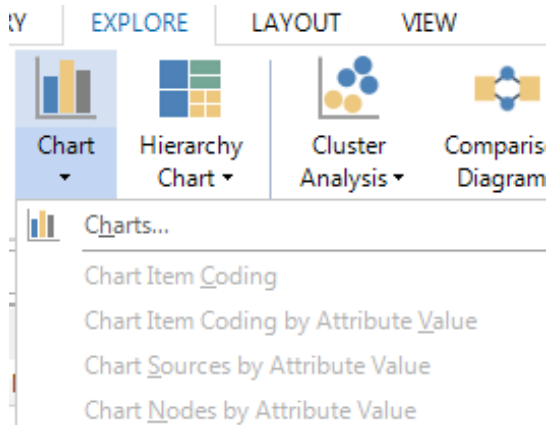 RY EXPLORE LAYOUT VIEW
Chart Hierarchy Chart Cluster Analysis Comparis Diagram
Charts...
Chart Item Coding
Chart Item Coding by Attribute Value
Chart Sources by Attribute Value
Chart Nodes by Attribute Value